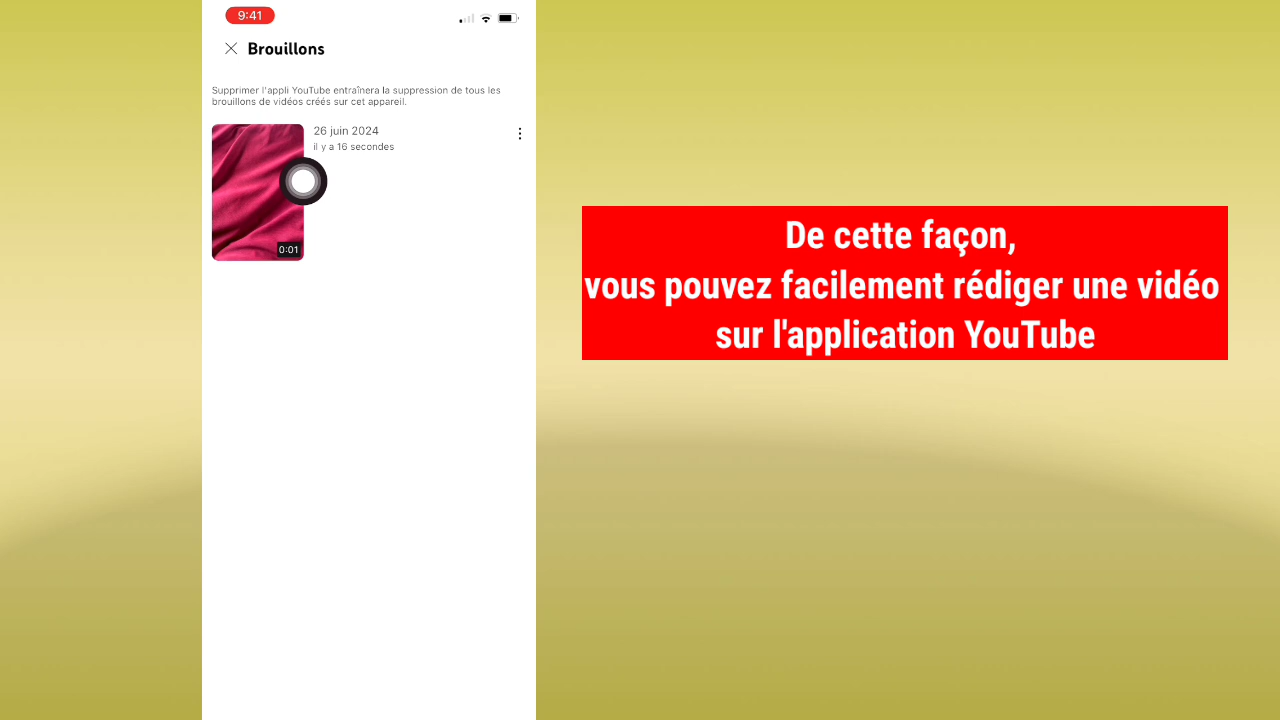 9:41
Brouillons
Supprimer l'appli YouTube entraînera la suppression de tous les
brouillons de vidéos créés sur cet appareil.
26 juin 2024
il y a 16 secondes
0:01
De cette façon,
vous pouvez facilement rédiger une vidéo
sur l'application YouTube